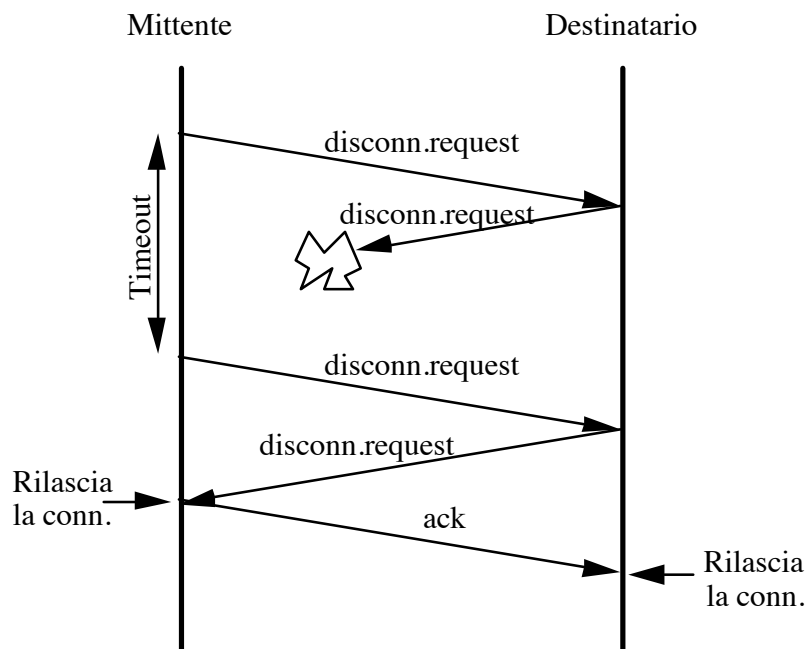 Mittente
Destinatario
disconn.request
disconn.request
Timeout
disconn.request
disconn.request
Rilascia
la conn.
ack
Rilascia
la conn.